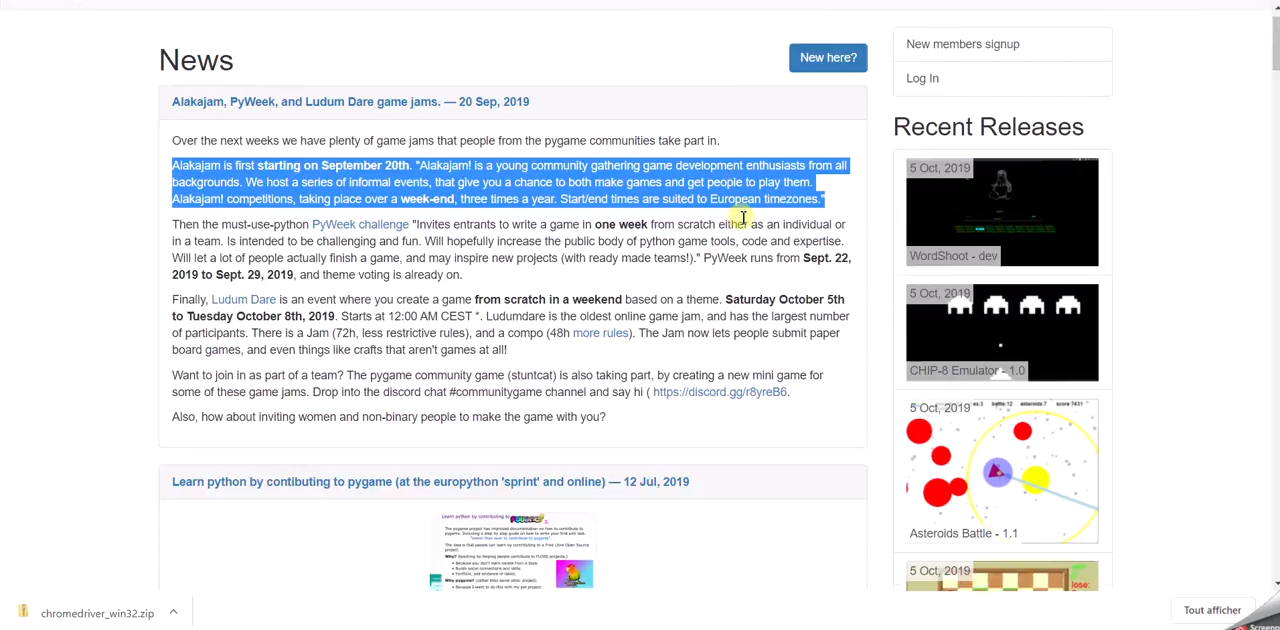 News
New here?
Alakajam, PyWeek, and Ludum Dare game jams. — 20 Sep, 2019
Over the next weeks we have plenty of game jams that people from the pygame communities take part in.
Alakajam is first starting on September 20th. "Alakajam! is a young community gathering game development enthusiasts from all
backgrounds. We host a series of informal events, that give you a chance to both make games and get people to play them.
Alakajam! competitions, taking place over a week-end, three times a year. Start/end times are suited to European timezones."
Then the must-use-python PyWeek challenge "Invites entrants to write a game in one week from scratch either as an individual or
in a team. Is intended to be challenging and fun. Will hopefully increase the public body of python game tools, code and expertise.
Will let a lot of people actually finish a game, and may inspire new projects (with ready made teams!)." PyWeek runs from Sept. 22,
2019 to Sept. 29, 2019, and theme voting is already on.
Finally, Ludum Dare is an event where you create a game from scratch in a weekend based on a theme. Saturday October 5th
to Tuesday October 8th, 2019. Starts at 12:00 AM CEST *. Ludumdare is the oldest online game jam, and has the largest number
of participants. There is a Jam (72h, less restrictive rules), and a compo (48h more rules). The Jam now lets people submit paper
board games, and even things like crafts that aren't games at all!
Want to join in as part of a team? The pygame community game (stuntcat) is also taking part, by creating a new mini game for
some of these game jams. Drop into the discord chat #communitygame channel and say hi ( https://discord.gg/r8yreB6.
Also, how about inviting women and non-binary people to make the game with you?
Learn python by contibuting to pygame (at the europython 'sprint' and online) — 12 Jul, 2019
Learn python by contributing to
Why?
New members signup
Log In
Recent Releases
5 Oct, 2019
WordShoot - dev
5 Oct, 2019
CHIP-8 Emulator - 1.0
5 Oct, 2019
battle:12 asteroids:7 score:7431
Asteroids Battle - 1.1
5 Oct, 2019
chromedriver_win32.zip
Tout afficher